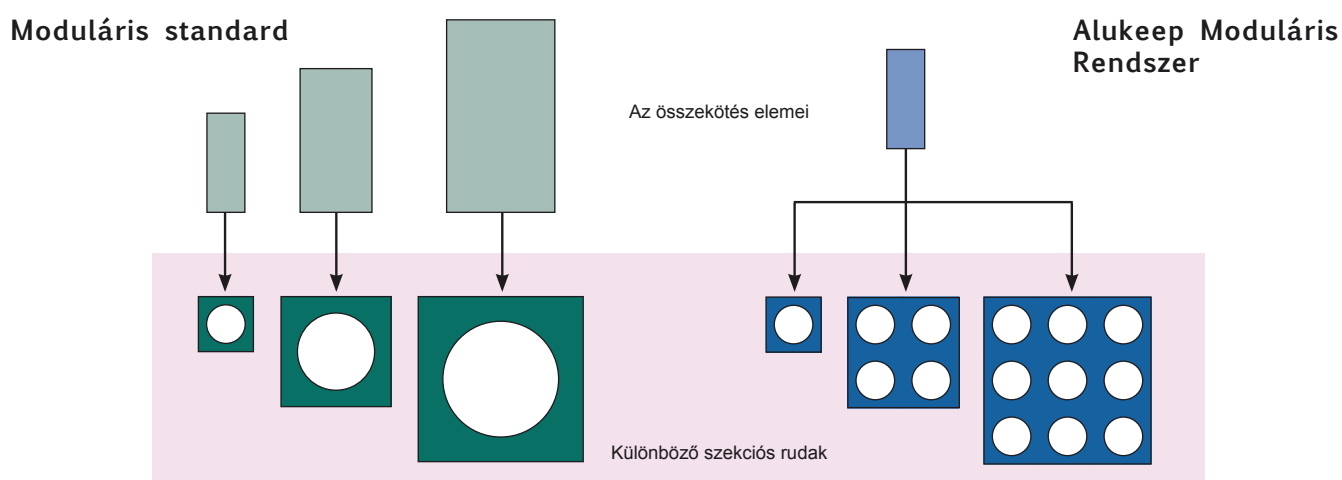 Moduláris standard
Alukeep Moduláris
Rendszer
Az összekötés elemei
Különböző szekciós rudak